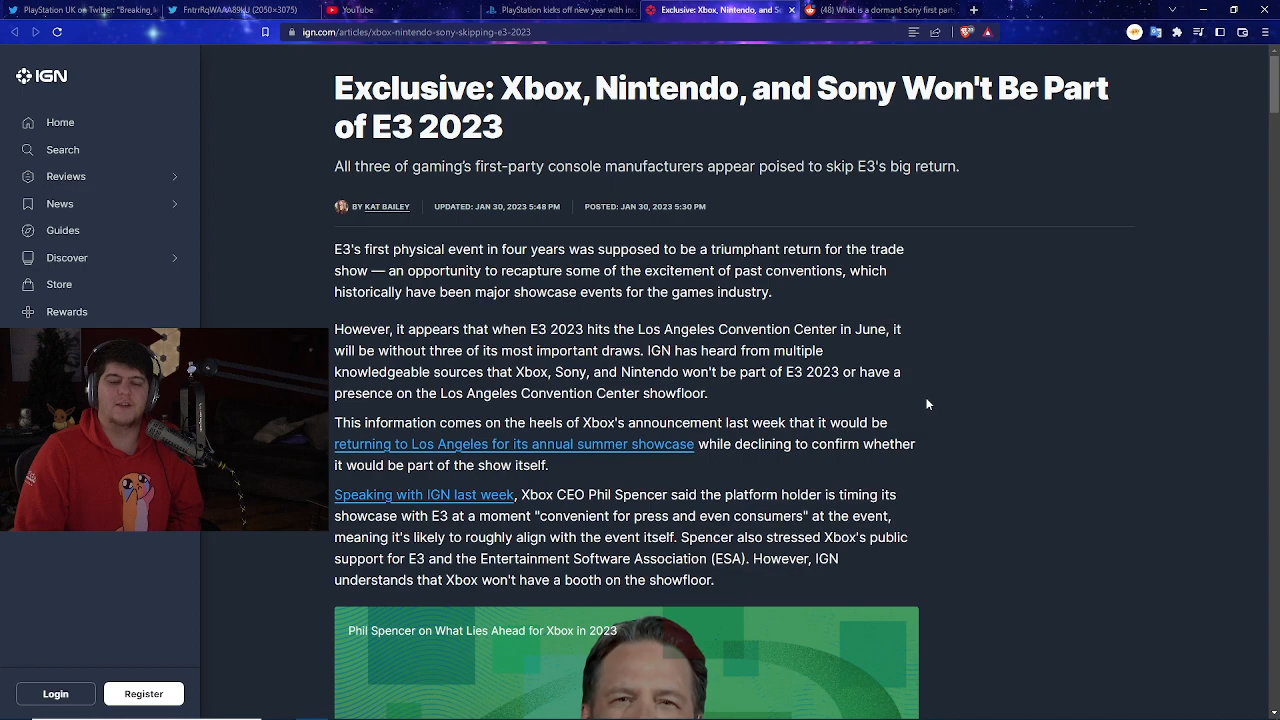 PlayStation UK on Twitter: "Breaking
FntrrRqWAAA89kU (2050×3075)
YouTube
PlayStation kicks off new year with in
Exclusive: Xbox, Nintendo, and So
(48) What is a dormant Sony first par
ign.com/articles/xbox-nintendo-sony-skipping-e3-2023
IGN
Home
Search
Reviews
News
Guides
Discover
Store
Rewards
Login
Register
Exclusive: Xbox, Nintendo, and Sony Won't Be Part
of E3 2023
All three of gaming's first-party console manufacturers appear poised to skip E3's big return.
BY KAT BAILEY
UPDATED: JAN 30, 2023 5:48 PM
POSTED: JAN 30, 2023 5:30 PM
E3's first physical event in four years was supposed to be a triumphant return for the trade
show — an opportunity to recapture some of the excitement of past conventions, which
historically have been major showcase events for the games industry.
However, it appears that when E3 2023 hits the Los Angeles Convention Center in June, it
will be without three of its most important draws. IGN has heard from multiple
knowledgeable sources that Xbox, Sony, and Nintendo won't be part of E3 2023 or have a
presence on the Los Angeles Convention Center showfloor.
This information comes on the heels of Xbox's announcement last week that it would be
returning to Los Angeles for its annual summer showcase while declining to confirm whether
it would be part of the show itself.
Speaking with IGN last week, Xbox CEO Phil Spencer said the platform holder is timing its
showcase with E3 at a moment "convenient for press and even consumers" at the event,
meaning it's likely to roughly align with the event itself. Spencer also stressed Xbox's public
support for E3 and the Entertainment Software Association (ESA). However, IGN
understands that Xbox won't have a booth on the showfloor.
Phil Spencer on What Lies Ahead for Xbox in 2023